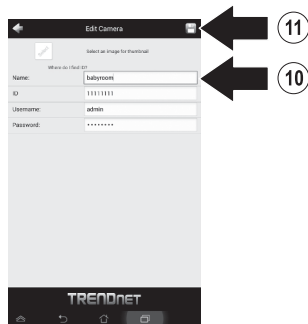 Edit Camera
11
Select an image for thumbnail
Where do I find ID?
Name: babyroom
10
ID 11111111
Username: admin
Password: ••••••••
TRENDNET